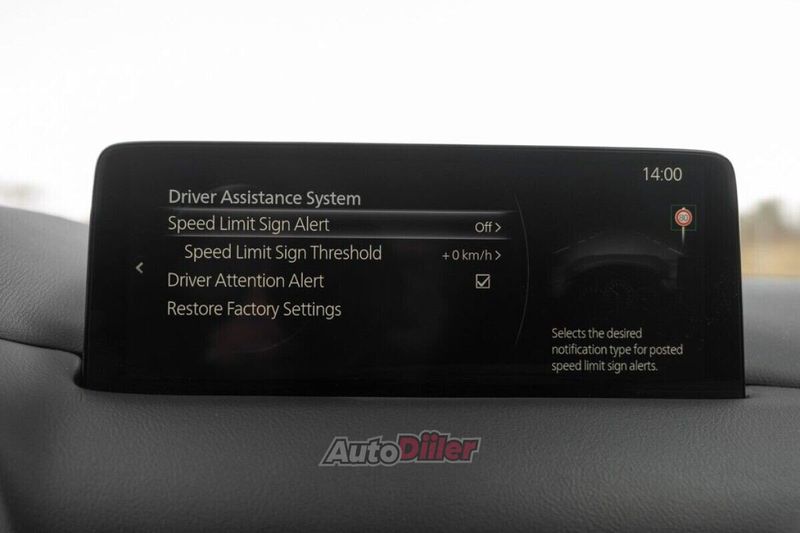 14:00
Driver Assistance System
Speed Limit Sign Alert Off
Speed Limit Sign Threshold + 0 km/h
Driver Attention Alert
Restore Factory Settings
Selects the desired
notification type for posted
speed limit sign alerts.
AutoDiiler